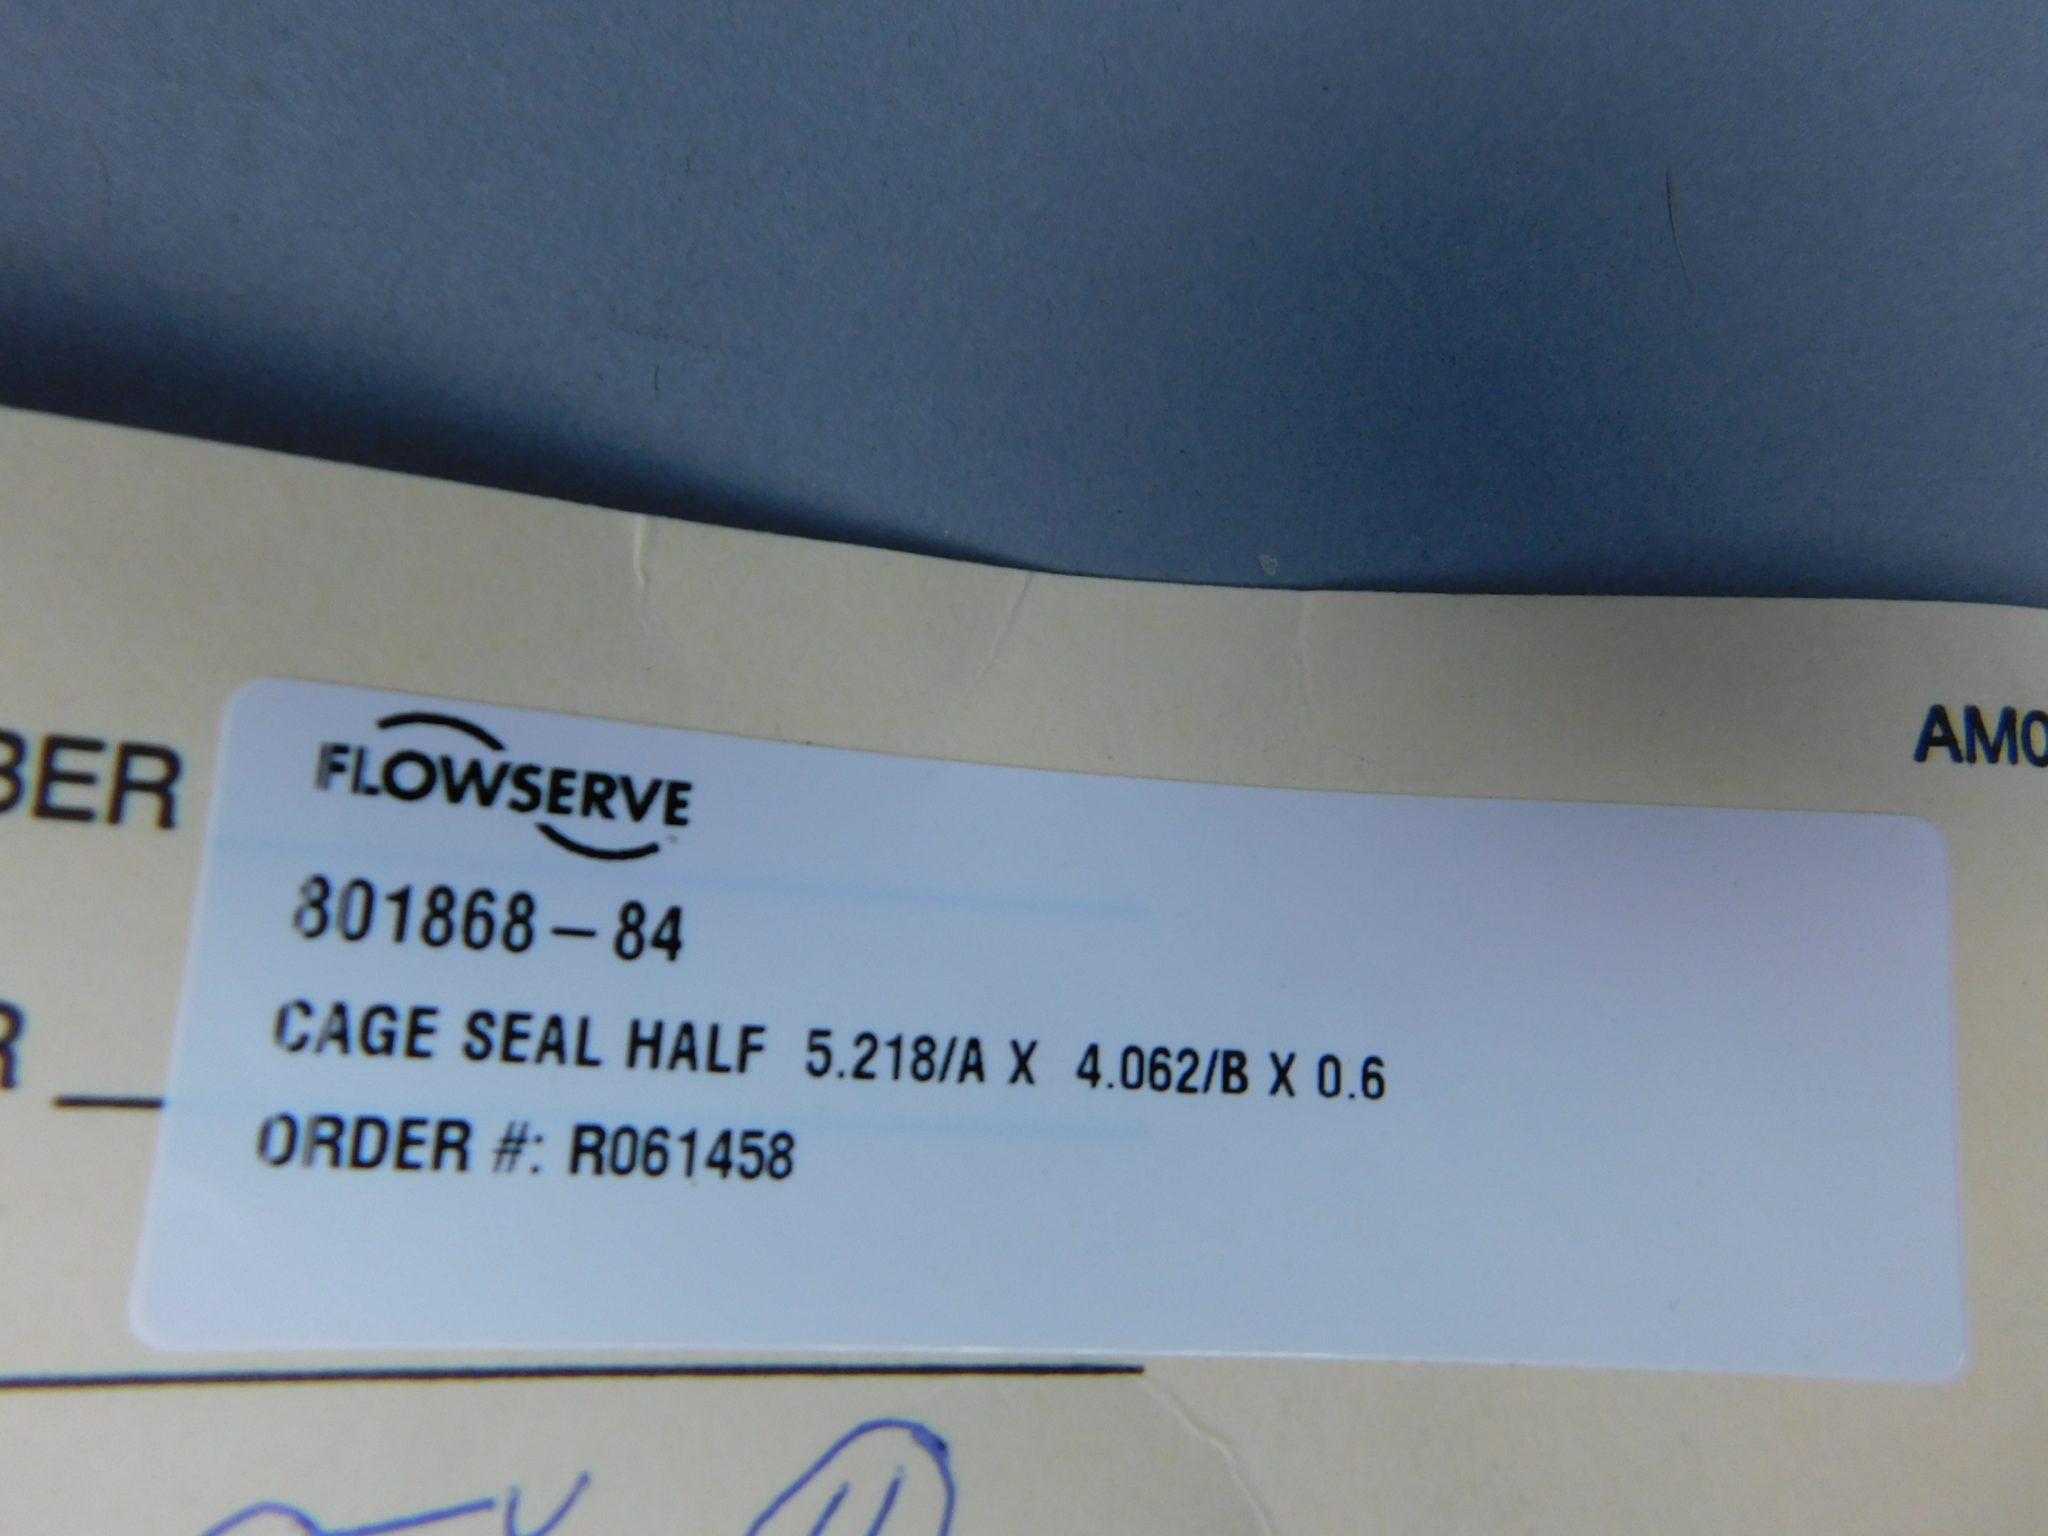 BER
AM0
FLOWSERVE
801868-84
CAGE SEAL HALF 5.218/A X 4.062/B X 0.6
R
ORDER #: R061458